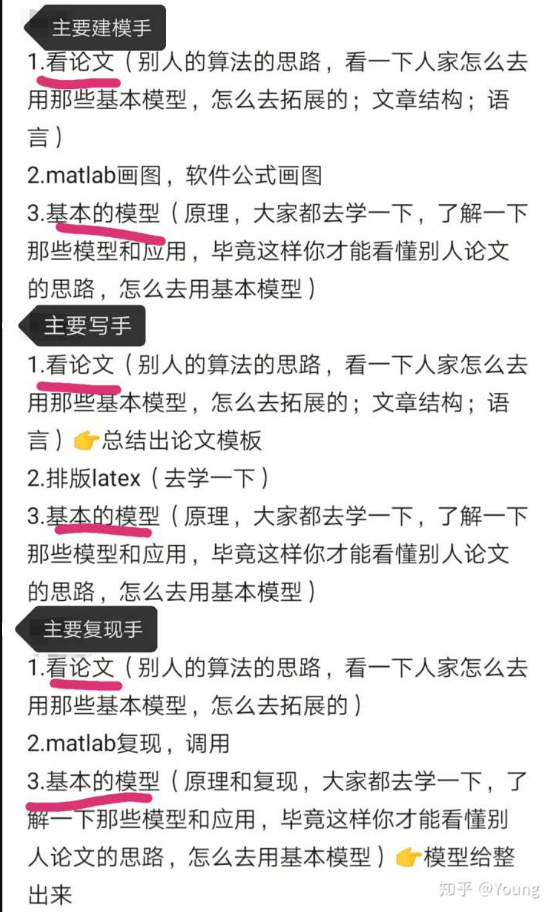 主要建模手
1.看论文（别人的算法的思路，看一下人家怎么去
用那些基本模型，怎么去拓展的；文章结构；语
言）
2.matlab画图，软件公式画图
3.基本的模型（原理，大家都去学一下，了解一下
那些模型和应用，毕竟这样你才能看懂别人论文
的思路，怎么去用基本模型）
主要写手
1.看论文（别人的算法的思路，看一下人家怎么去
用那些基本模型，怎么去拓展的；文章结构；语
言）👉总结出论文模板
2.排版latex（去学一下）
3.基本的模型（原理，大家都去学一下，了解一下
那些模型和应用，毕竟这样你才能看懂别人论文
的思路，怎么去用基本模型）
主要复现手
1.看论文（别人的算法的思路，看一下人家怎么去
用那些基本模型，怎么去拓展的）
2.matlab复现，调用
3.基本的模型（原理和复现，大家都去学一下，了
解一下那些模型和应用，毕竟这样你才能看懂别
人论文的思路，怎么去用基本模型）👉模型给整
出来
知乎 @Young